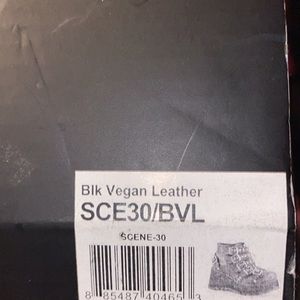 Blk Vegan Leather
SCE30/BVL
SCENE-30
8 85487 40465 3